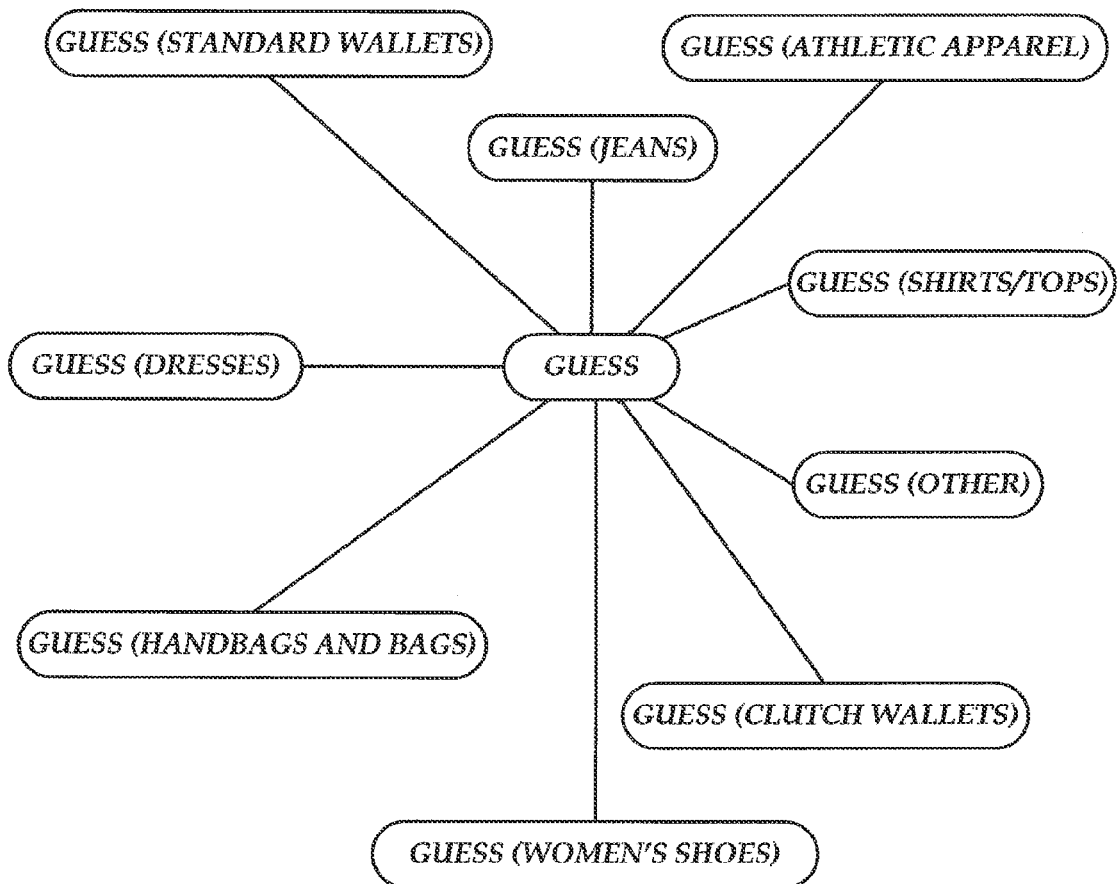 GUESS (STANDARD WALLETS)
GUESS (ATHLETIC APPAREL)
GUESS (JEANS)
GUESS (SHIRTS/TOPS)
GUESS (DRESSES)
GUESS
GUESS (OTHER)
GUESS (HANDBAGS AND BAGS)
GUESS (CLUTCH WALLETS)
GUESS (WOMEN'S SHOES)